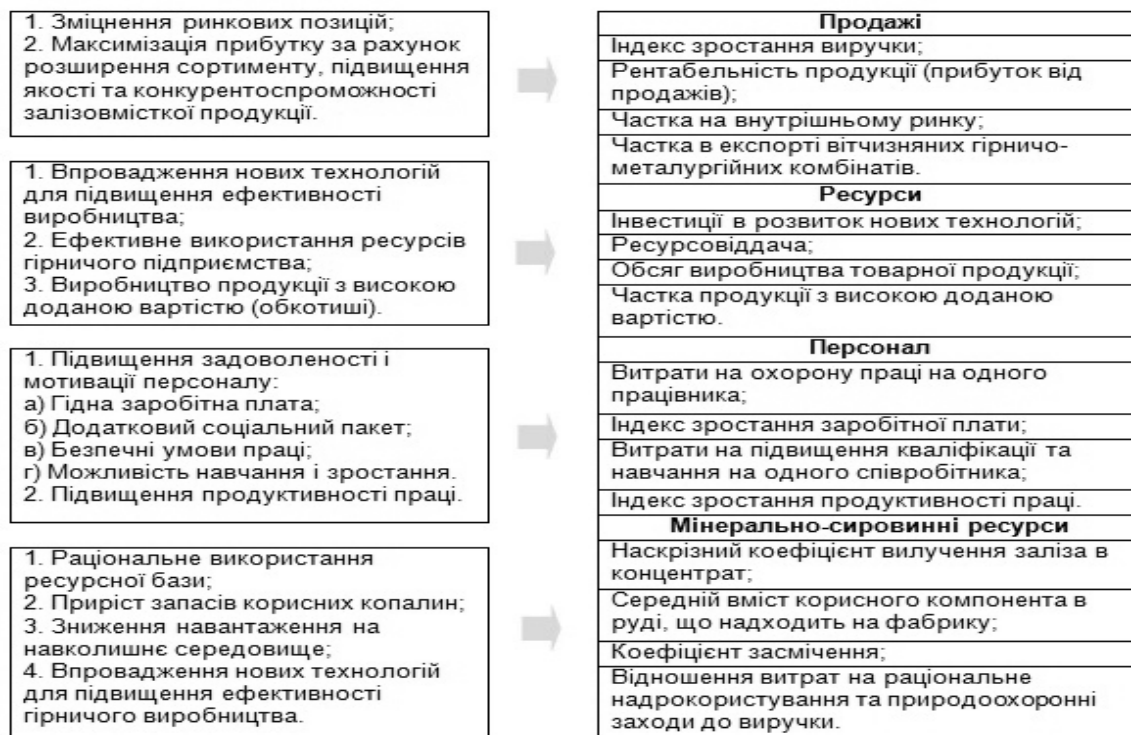 1. Зміцнення ринкових позицій;
2. Максимізація прибутку за рахунок
розширення сортименту, підвищення
якості та конкурентоспроможності
залізовмісткої продукції.
Продажі
Індекс зростання виручки;
Рентабельність продукції (прибуток від
продажів);
Частка на внутрішньому ринку;
Частка в експорті вітчизняних гірничо-
металургійних комбінатів.
1. Впровадження нових технологій
для підвищення ефективності
виробництва;
2. Ефективне використання ресурсів
гірничого підприємства;
3. Виробництво продукції з високою
доданою вартістю (обкотиші).
Ресурси
Інвестиції в розвиток нових технологій;
Ресурсовіддача;
Обсяг виробництва товарної продукції;
Частка продукції з високою доданою
вартістю.
1. Підвищення задоволеності і
мотивації персоналу:
а) Гідна заробітна плата;
б) Додатковий соціальний пакет;
в) Безпечні умови праці;
г) Можливість навчання і зростання.
2. Підвищення продуктивності праці.
Персонал
Витрати на охорону праці на одного
працівника;
Індекс зростання заробітної плати;
Витрати на підвищення кваліфікації та
навчання на одного співробітника;
Індекс зростання продуктивності праці.
1. Раціональне використання
ресурсної бази;
2. Приріст запасів корисних копалин;
3. Зниження навантаження на
навколишнє середовище;
4. Впровадження нових технологій
для підвищення ефективності
гірничого виробництва.
Мінерально-сировинні ресурси
Наскрізний коефіцієнт вилучення заліза в
концентрат;
Середній вміст корисного компонента в
руді, що надходить на фабрику;
Коефіцієнт засмічення;
Відношення витрат на раціональне
надрокористування та природоохоронні
заходи до виручки.